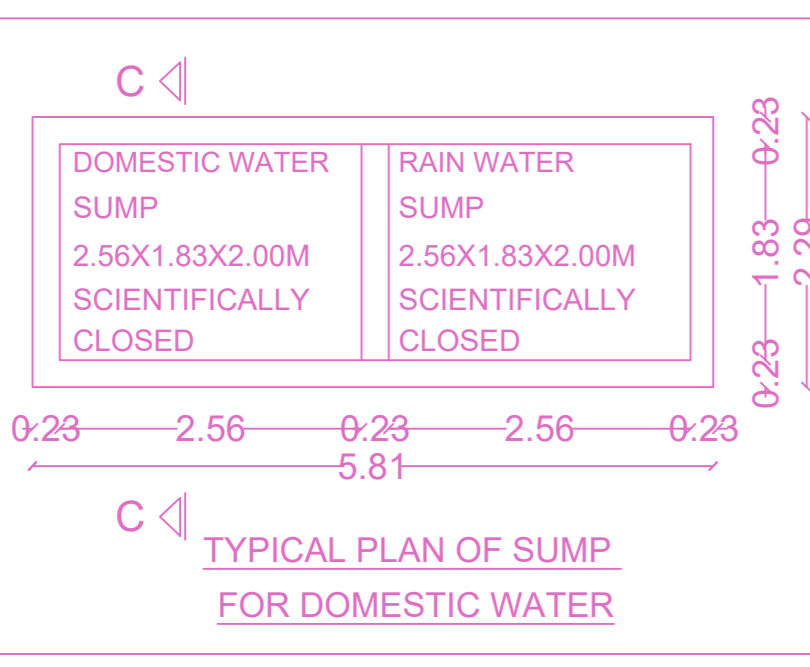 C
DOMESTIC WATER
SUMP
2.56X1.83X2.00M
SCIENTIFICALLY
CLOSED
RAIN WATER
SUMP
2.56X1.83X2.00M
SCIENTIFICALLY
CLOSED
0.23
1.83
0.23
2.29
0.23 2.56 0.23 2.56 0.23
5.81
C
TYPICAL PLAN OF SUMP
FOR DOMESTIC WATER